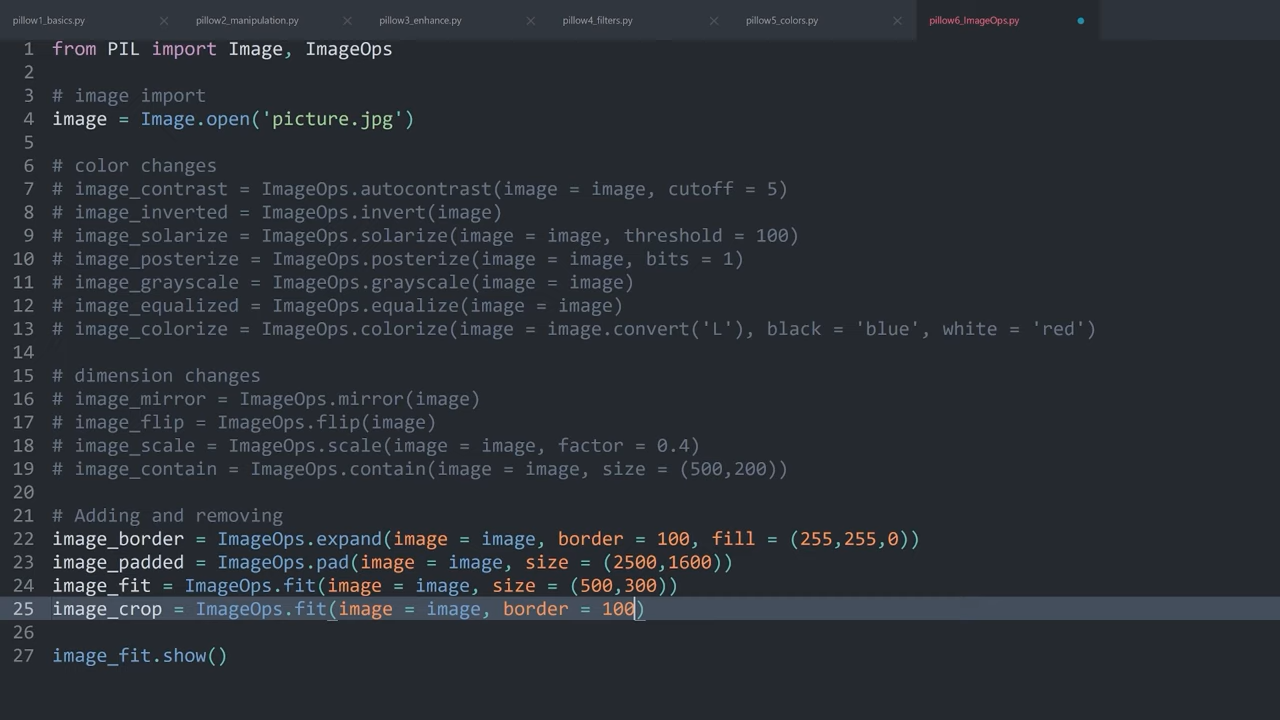 pillow1_basics.py pillow2_manipulation.py pillow3_enhance.py pillow4_filters.py pillow5_colors.py pillow6_ImageOps.py
1 from PIL import Image, ImageOps
2
3 # image import
4 image = Image.open('picture.jpg')
5
6 # color changes
7 # image_contrast = ImageOps.autocontrast(image = image, cutoff = 5)
8 # image_inverted = ImageOps.invert(image)
9 # image_solarize = ImageOps.solarize(image = image, threshold = 100)
10 # image_posterize = ImageOps.posterize(image = image, bits = 1)
11 # image_grayscale = ImageOps.grayscale(image = image)
12 # image_equalized = ImageOps.equalize(image = image)
13 # image_colorize = ImageOps.colorize(image = image.convert('L'), black = 'blue', white = 'red')
14
15 # dimension changes
16 # image_mirror = ImageOps.mirror(image)
17 # image_flip = ImageOps.flip(image)
18 # image_scale = ImageOps.scale(image = image, factor = 0.4)
19 # image_contain = ImageOps.contain(image = image, size = (500,200))
20
21 # Adding and removing
22 image_border = ImageOps.expand(image = image, border = 100, fill = (255,255,0))
23 image_padded = ImageOps.pad(image = image, size = (2500,1600))
24 image_fit = ImageOps.fit(image = image, size = (500,300))
25 image_crop = ImageOps.fit(image = image, border = 100)
26
27 image_fit.show()